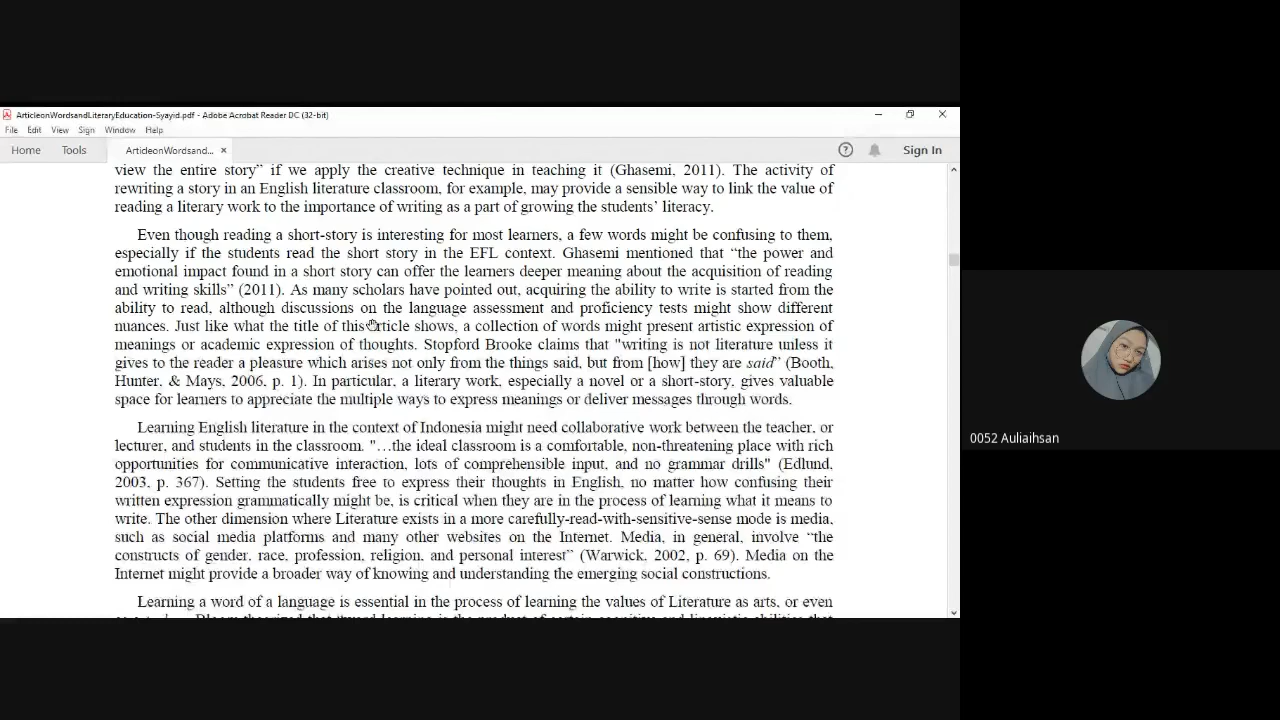 ArticleonWordsandLiteraryEducation-Syayid.pdf - Adobe Acrobat Reader DC (32-bit)
File Edit View Sign Window Help
Home Tools ArticleonWordsand... × Sign In
view the entire story” if we apply the creative technique in teaching it (Ghasemi, 2011). The activity of
rewriting a story in an English literature classroom, for example, may provide a sensible way to link the value of
reading a literary work to the importance of writing as a part of growing the students’ literacy.
Even though reading a short-story is interesting for most learners, a few words might be confusing to them,
especially if the students read the short story in the EFL context. Ghasemi mentioned that “the power and
emotional impact found in a short story can offer the learners deeper meaning about the acquisition of reading
and writing skills” (2011). As many scholars have pointed out, acquiring the ability to write is started from the
ability to read, although discussions on the language assessment and proficiency tests might show different
nuances. Just like what the title of this article shows, a collection of words might present artistic expression of
meanings or academic expression of thoughts. Stopford Brooke claims that "writing is not literature unless it
gives to the reader a pleasure which arises not only from the things said, but from [how] they are said” (Booth,
Hunter, & Mays, 2006, p. 1). In particular, a literary work, especially a novel or a short-story, gives valuable
space for learners to appreciate the multiple ways to express meanings or deliver messages through words.
Learning English literature in the context of Indonesia might need collaborative work between the teacher, or
lecturer, and students in the classroom. "…the ideal classroom is a comfortable, non-threatening place with rich
opportunities for communicative interaction, lots of comprehensible input, and no grammar drills" (Edlund,
2003, p. 367). Setting the students free to express their thoughts in English, no matter how confusing their
written expression grammatically might be, is critical when they are in the process of learning what it means to
write. The other dimension where Literature exists in a more carefully-read-with-sensitive-sense mode is media,
such as social media platforms and many other websites on the Internet. Media, in general, involve “the
constructs of gender, race, profession, religion, and personal interest” (Warwick, 2002, p. 69). Media on the
Internet might provide a broader way of knowing and understanding the emerging social constructions.
Learning a word of a language is essential in the process of learning the values of Literature as arts, or even
Bloom theorized that “word learning is the product of certain cognitive and linguistic abilities that
0052 Auliaihsan